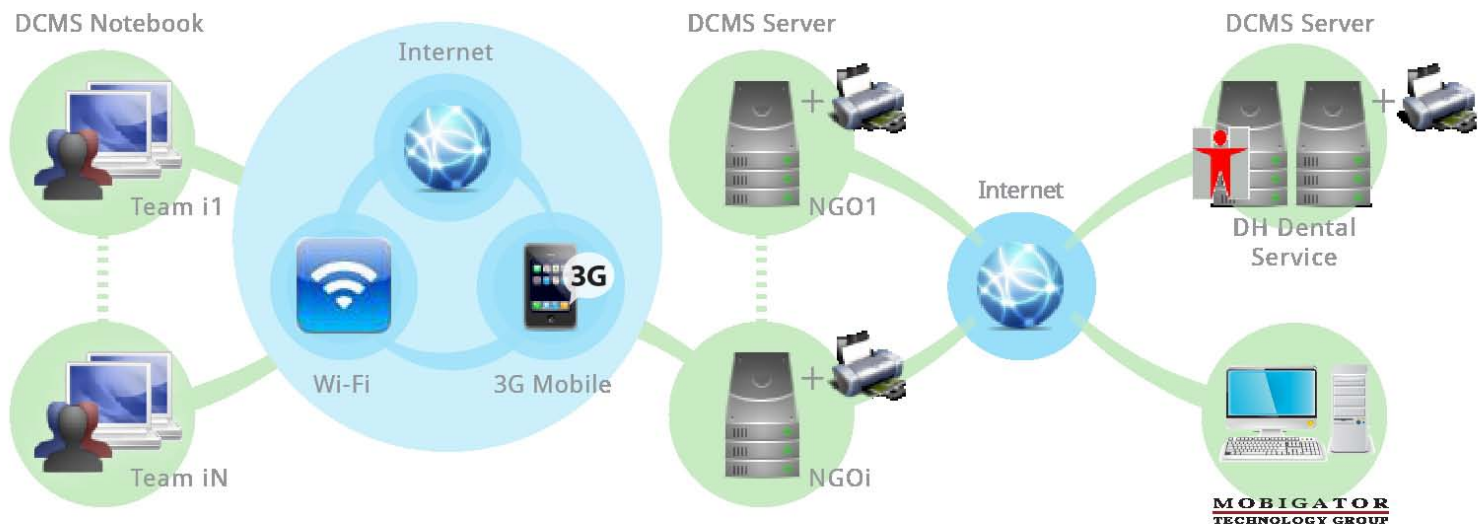 DCMS Notebook
Team i1
Team iN
Internet
Wi-Fi
3G
3G Mobile
DCMS Server
+
NGO1
+
NGOi
Internet
DCMS Server
+
DH Dental
Service
MOBIGATOR
TECHNOLOGY GROUP